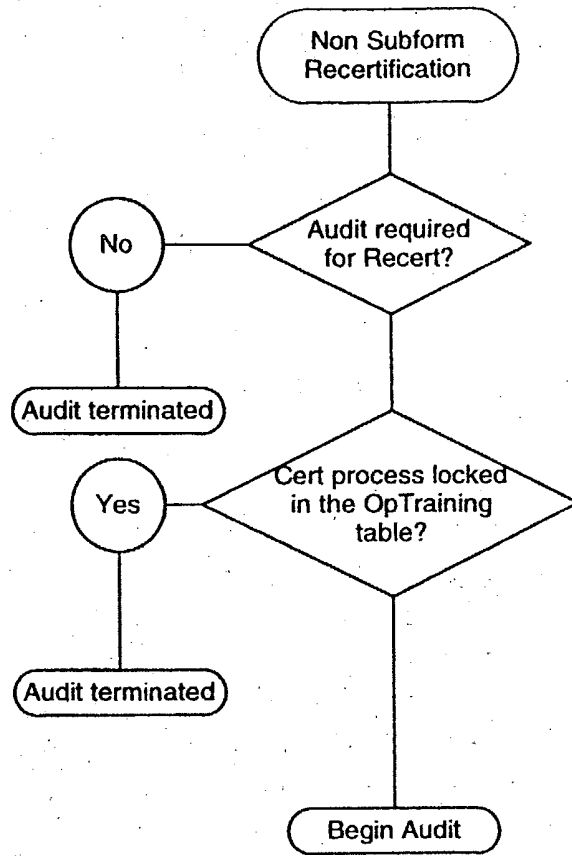 Non Subform
Recertification
Audit required
for Recert?
No
Audit terminated
Cert process locked
in the OpTraining
table?
Yes
Audit terminated
Begin Audit